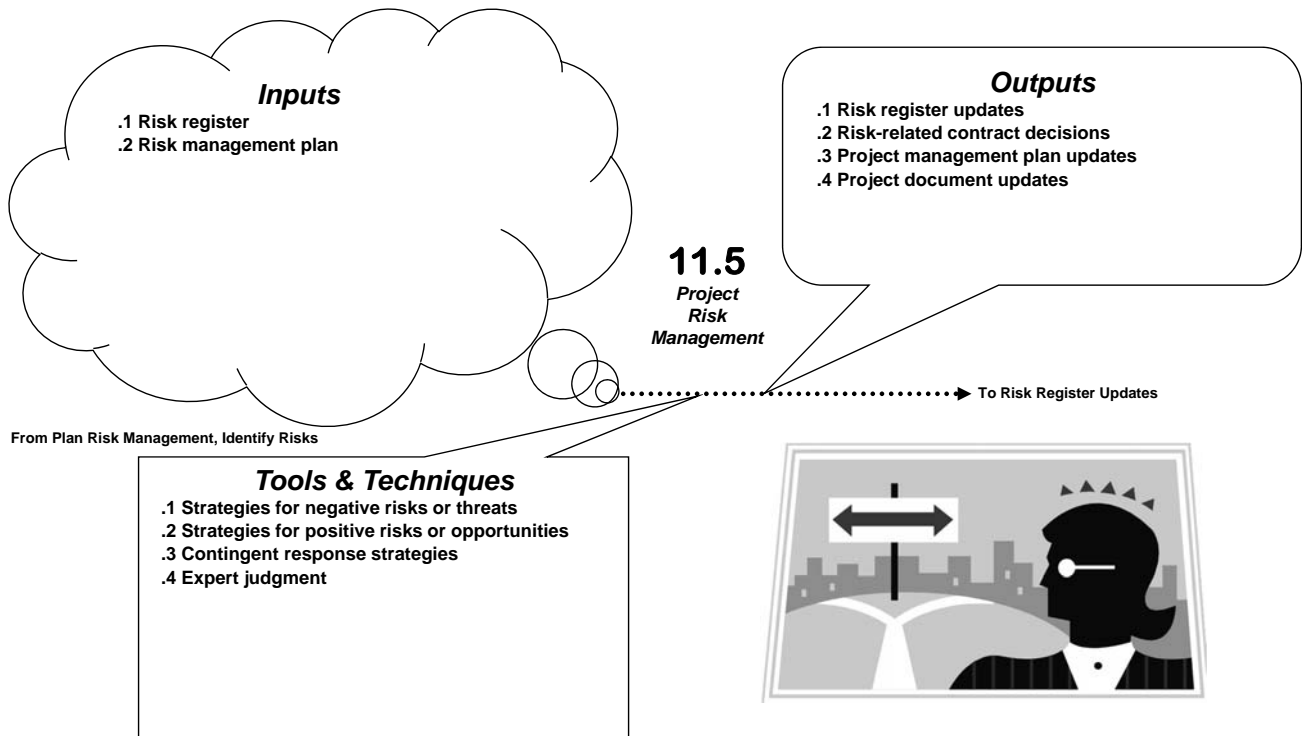 Inputs
.1 Risk register
.2 Risk management plan
Outputs
.1 Risk register updates
.2 Risk-related contract decisions
.3 Project management plan updates
.4 Project document updates
11.5
Project
Risk
Management
To Risk Register Updates
From Plan Risk Management, Identify Risks
Tools & Techniques
.1 Strategies for negative risks or threats
.2 Strategies for positive risks or opportunities
.3 Contingent response strategies
.4 Expert judgment